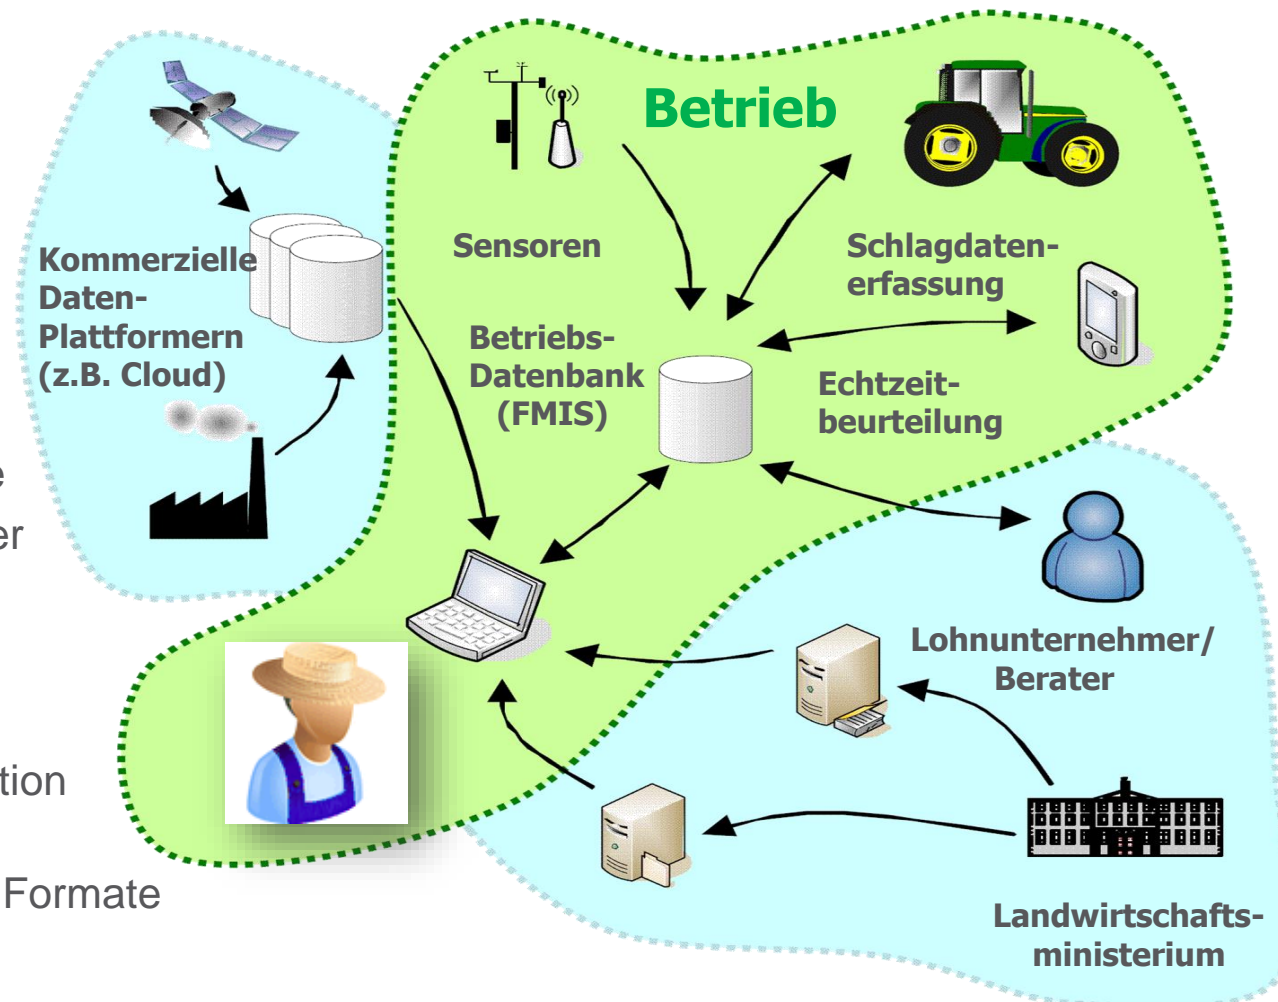 Betrieb
Kommerzielle
Daten-
Plattformern
(z.B. Cloud)
Sensoren
Schlagdaten-
erfassung
Betriebs-
Datenbank
(FMIS)
Echtzeit-
beurteilung
Lohnunternehmer/
Berater
Landwirtschafts-
ministerium
e
er
tion
Formate